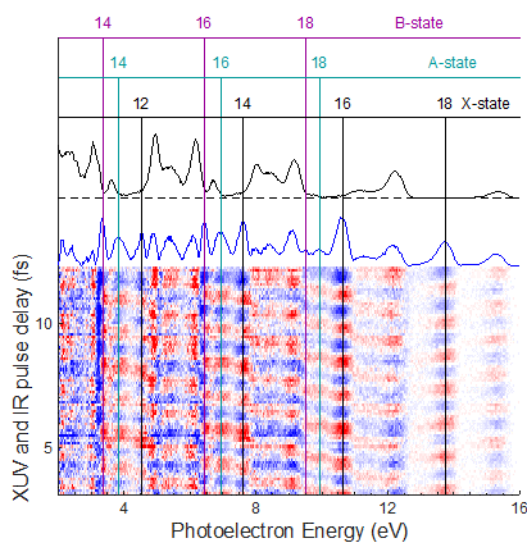 14 16 18 B-state
14 16 18 A-state
12 14 16 18 X-state
XUV and IR pulse delay (fs)
10
5
4 8 12 16
Photoelectron Energy (eV)